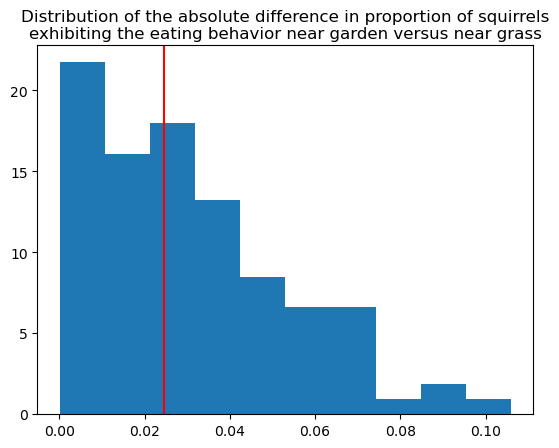 Distribution of the absolute difference in proportion of squirrels
exhibiting the eating behavior near garden versus near grass
20
15
10
5
0
0.00 0.02 0.04 0.06 0.08 0.10